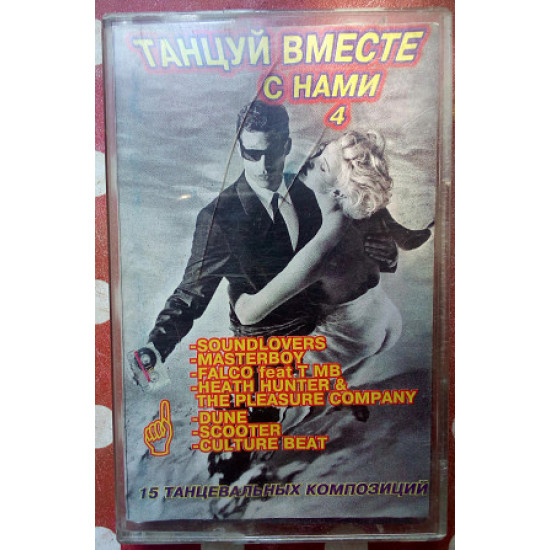 ТАНЦУЙ ВМЕСТЕ
С НАМИ
4
-SOUNDLOVERS
-MASTERBOY
-FALCO feat.T MB
-HEATH HUNTER &
THE PLEASURE COMPANY
-DUNE
-SCOOTER
-CULTURE BEAT
15 ТАНЦЕВАЛЬНЫХ КОМПОЗИЦИЙ